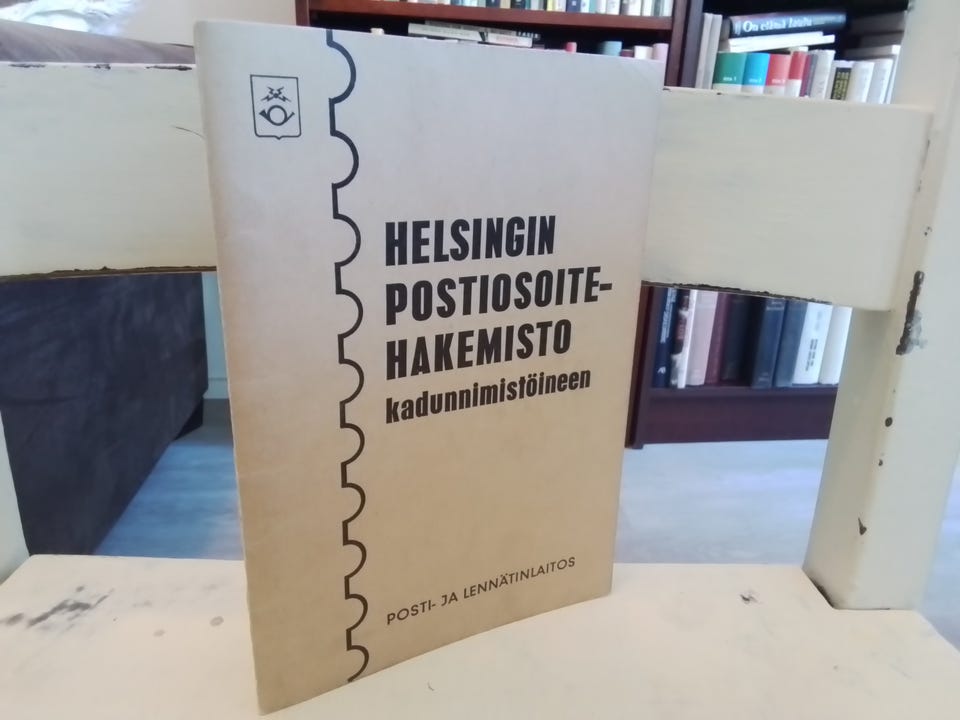 HELSINGIN
POSTIOSOITE-
HAKEMISTO
kadunnimistöineen
POSTI- JA LENNÄTINLAITOS